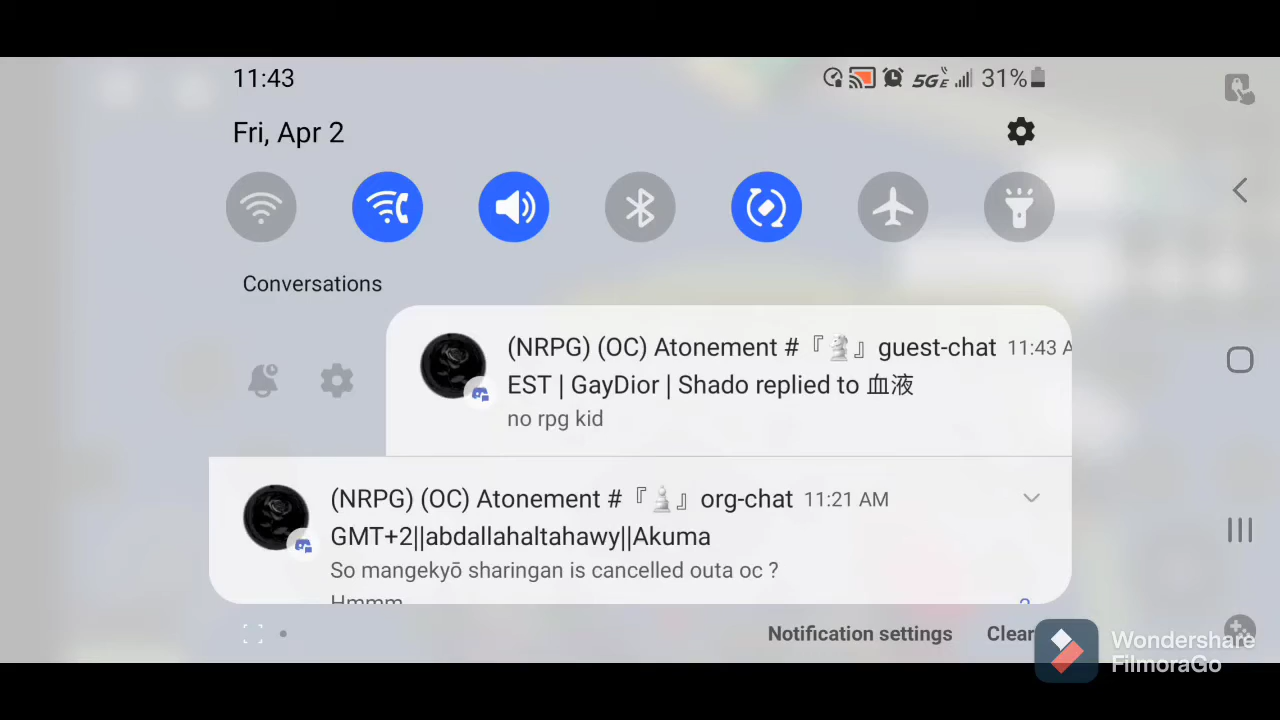 11:43
5GE 31%
Fri, Apr 2
Conversations
(NRPG) (OC) Atonement #『』guest-chat 11:43 A
EST | GayDior | Shado replied to 血液
no rpg kid
(NRPG) (OC) Atonement #『』org-chat 11:21 AM
GMT+2||abdallahaltahawy||Akuma
So mangekyō sharingan is cancelled outa oc ?
Hmmm
Notification settings Clear
Wondershare
FilmoraGo